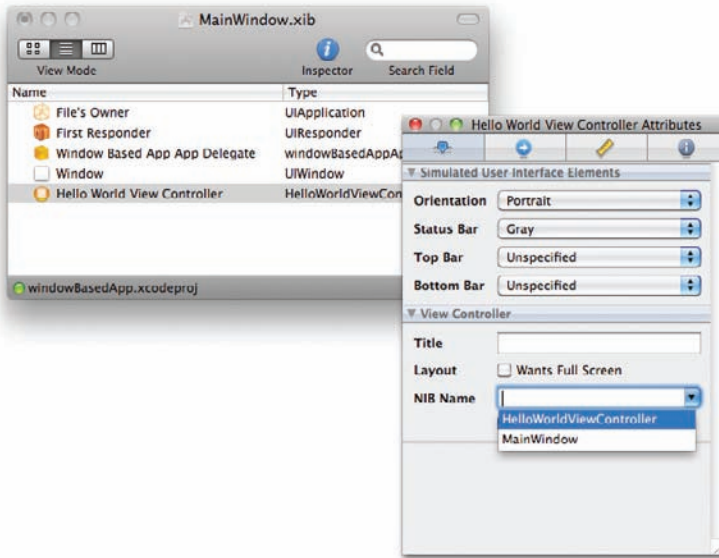 MainWindow.xib
View Mode
Inspector
Search Field
Name Type
File's Owner UIApplication
First Responder UIResponder
Window Based App App Delegate windowBasedAppAp
Window UIWindow
Hello World View Controller HelloWorldViewCon
windowBasedApp.xcodeproj
Hello World View Controller Attributes
Simulated User Interface Elements
Orientation Portrait
Status Bar Gray
Top Bar Unspecified
Bottom Bar Unspecified
View Controller
Title
Layout Wants Full Screen
NIB Name
HelloWorldViewController
MainWindow